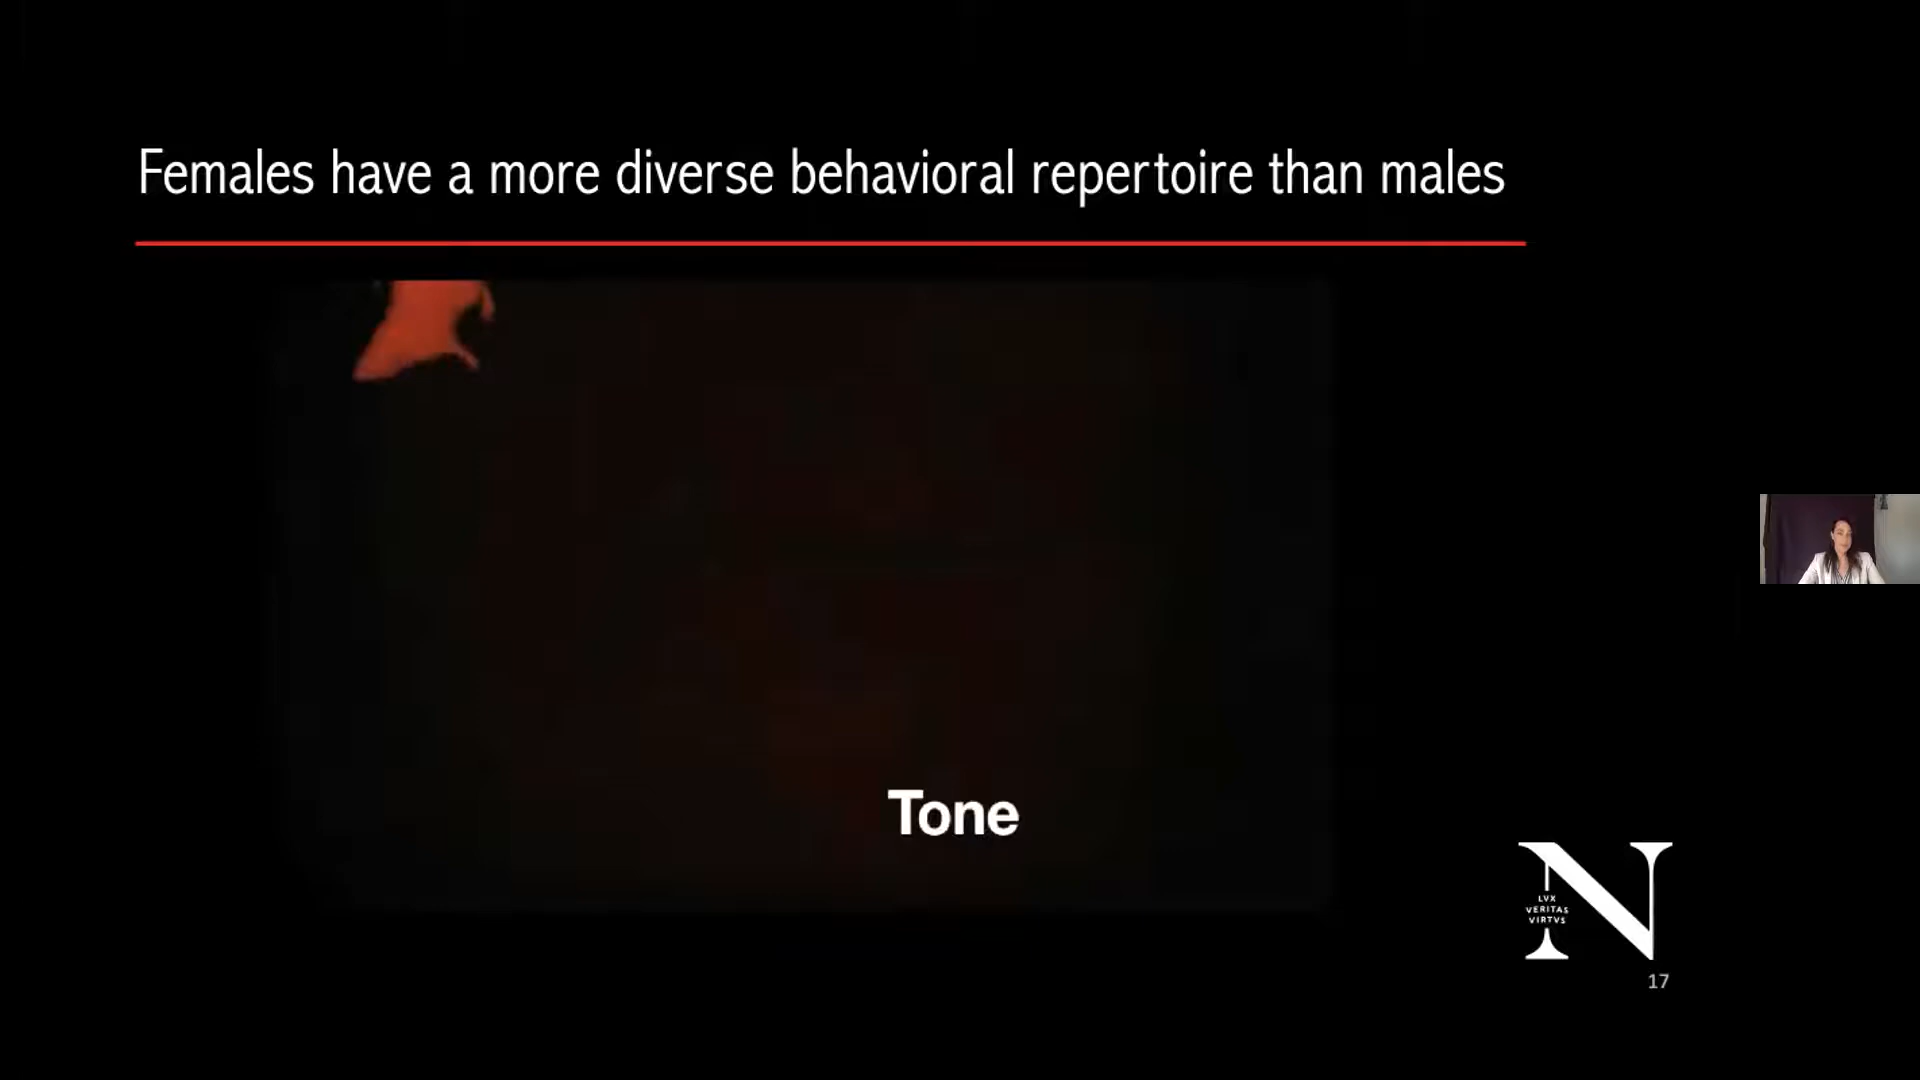 Females have a more diverse behavioral repertoire than males
Tone
LVX
VERITAS
VIRTVS
N
17